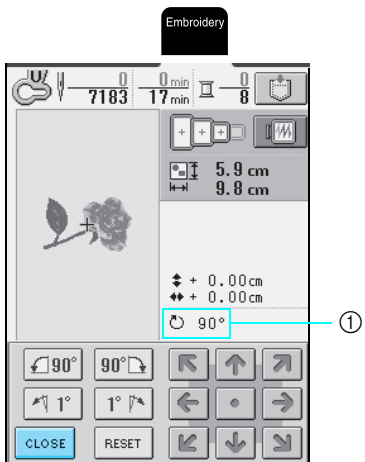 Embroidery
U
0 0 min 0
7183 17 min 8
5.9 cm
9.8 cm
+ 0.00cm
+ 0.00cm
90° ①
90° 90°
1° 1°
CLOSE RESET